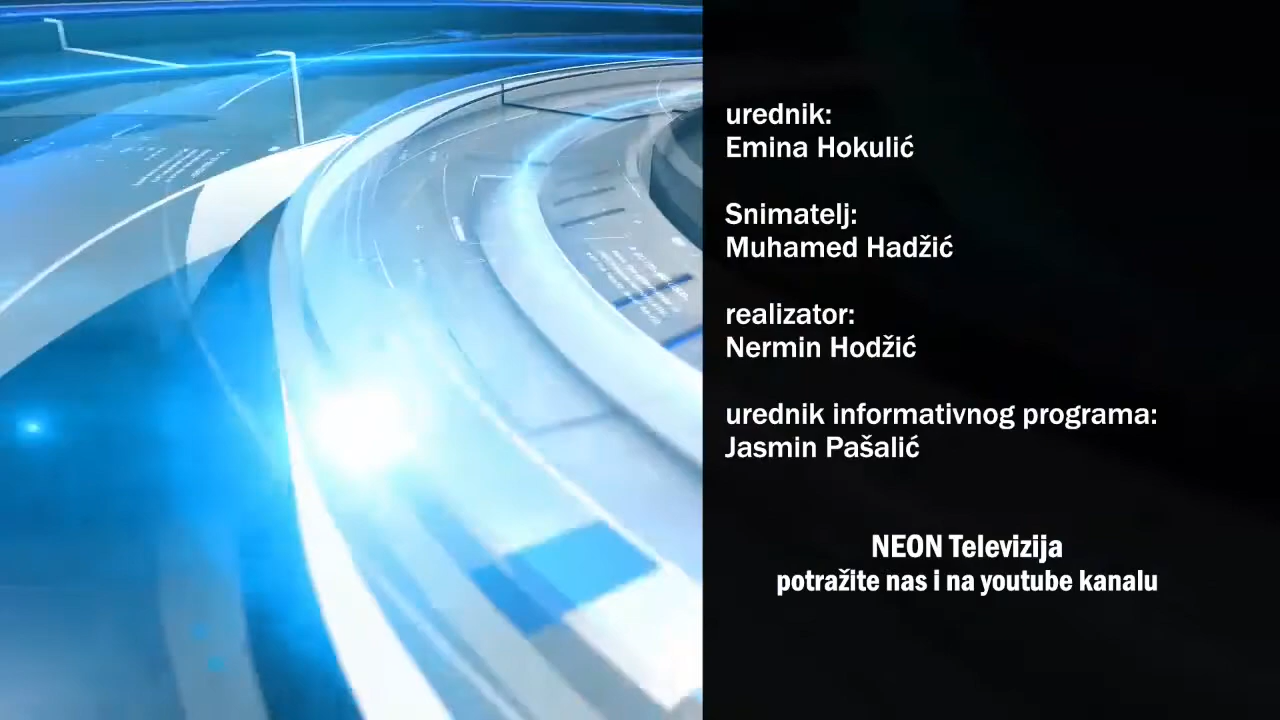 urednik:
Emina Hokulić
Snimatelj:
Muhamed Hadžić
realizator:
Nermin Hodžić
urednik informativnog programa:
Jasmin Pašalić
NEON Televizija
potražite nas i na youtube kanalu